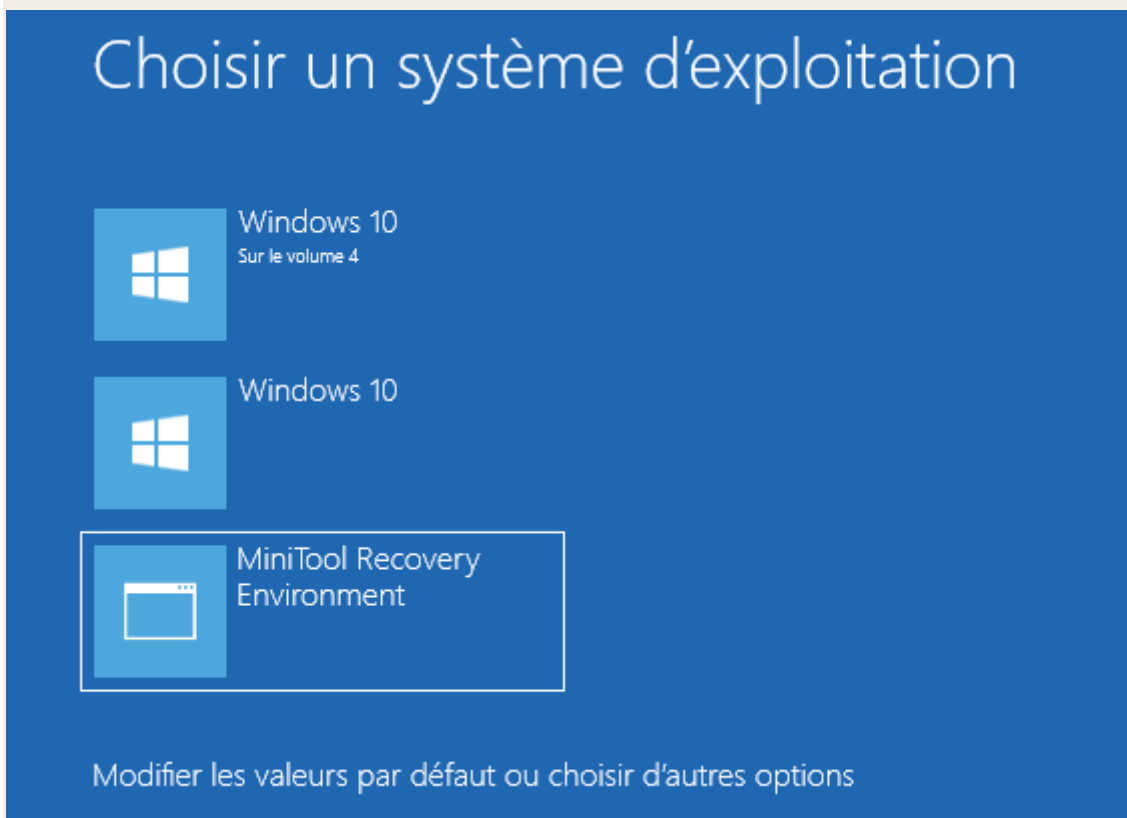 Choisir un système d’exploitation
Windows 10
Sur le volume 4
Windows 10
MiniTool Recovery
Environment
Modifier les valeurs par défaut ou choisir d’autres options